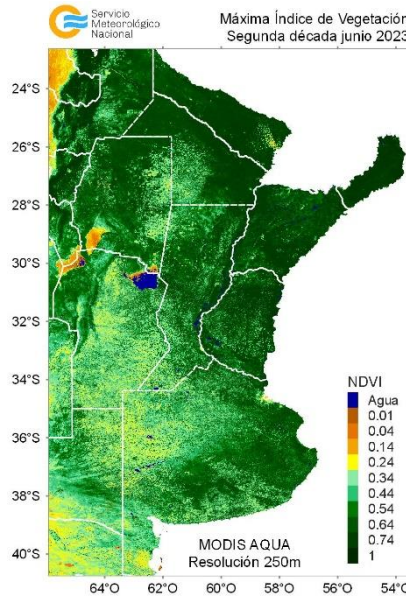 Servicio
Meteorológico
Nacional
Máxima Índice de Vegetación
Segunda década junio 2023
24°S
26°S
28°S
30°S
32°S
34°S
36°S
38°S
40°S
NDVI
Agua
0.01
0.04
0.14
0.24
0.34
0.44
0.54
0.64
0.74
1
MODIS AQUA
Resolución 250m
64°O 62°O 60°O 58°O 56°O 54°O